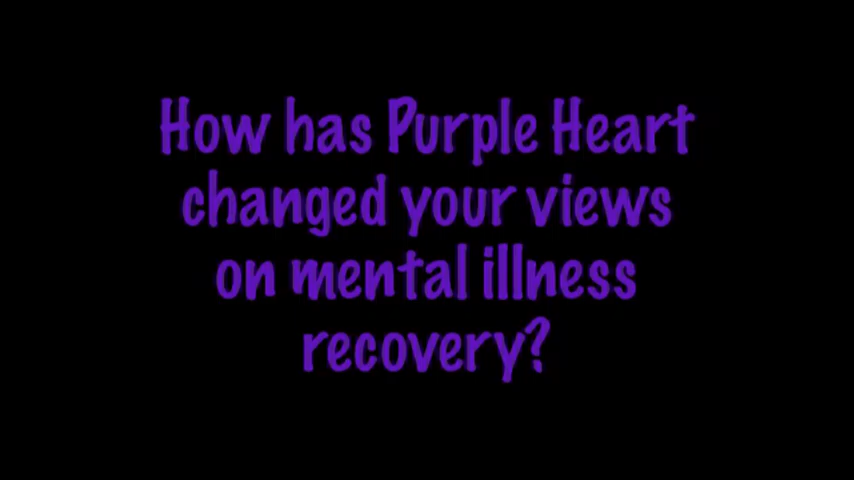 How has Purple Heart
changed your views
on mental illness
recovery?